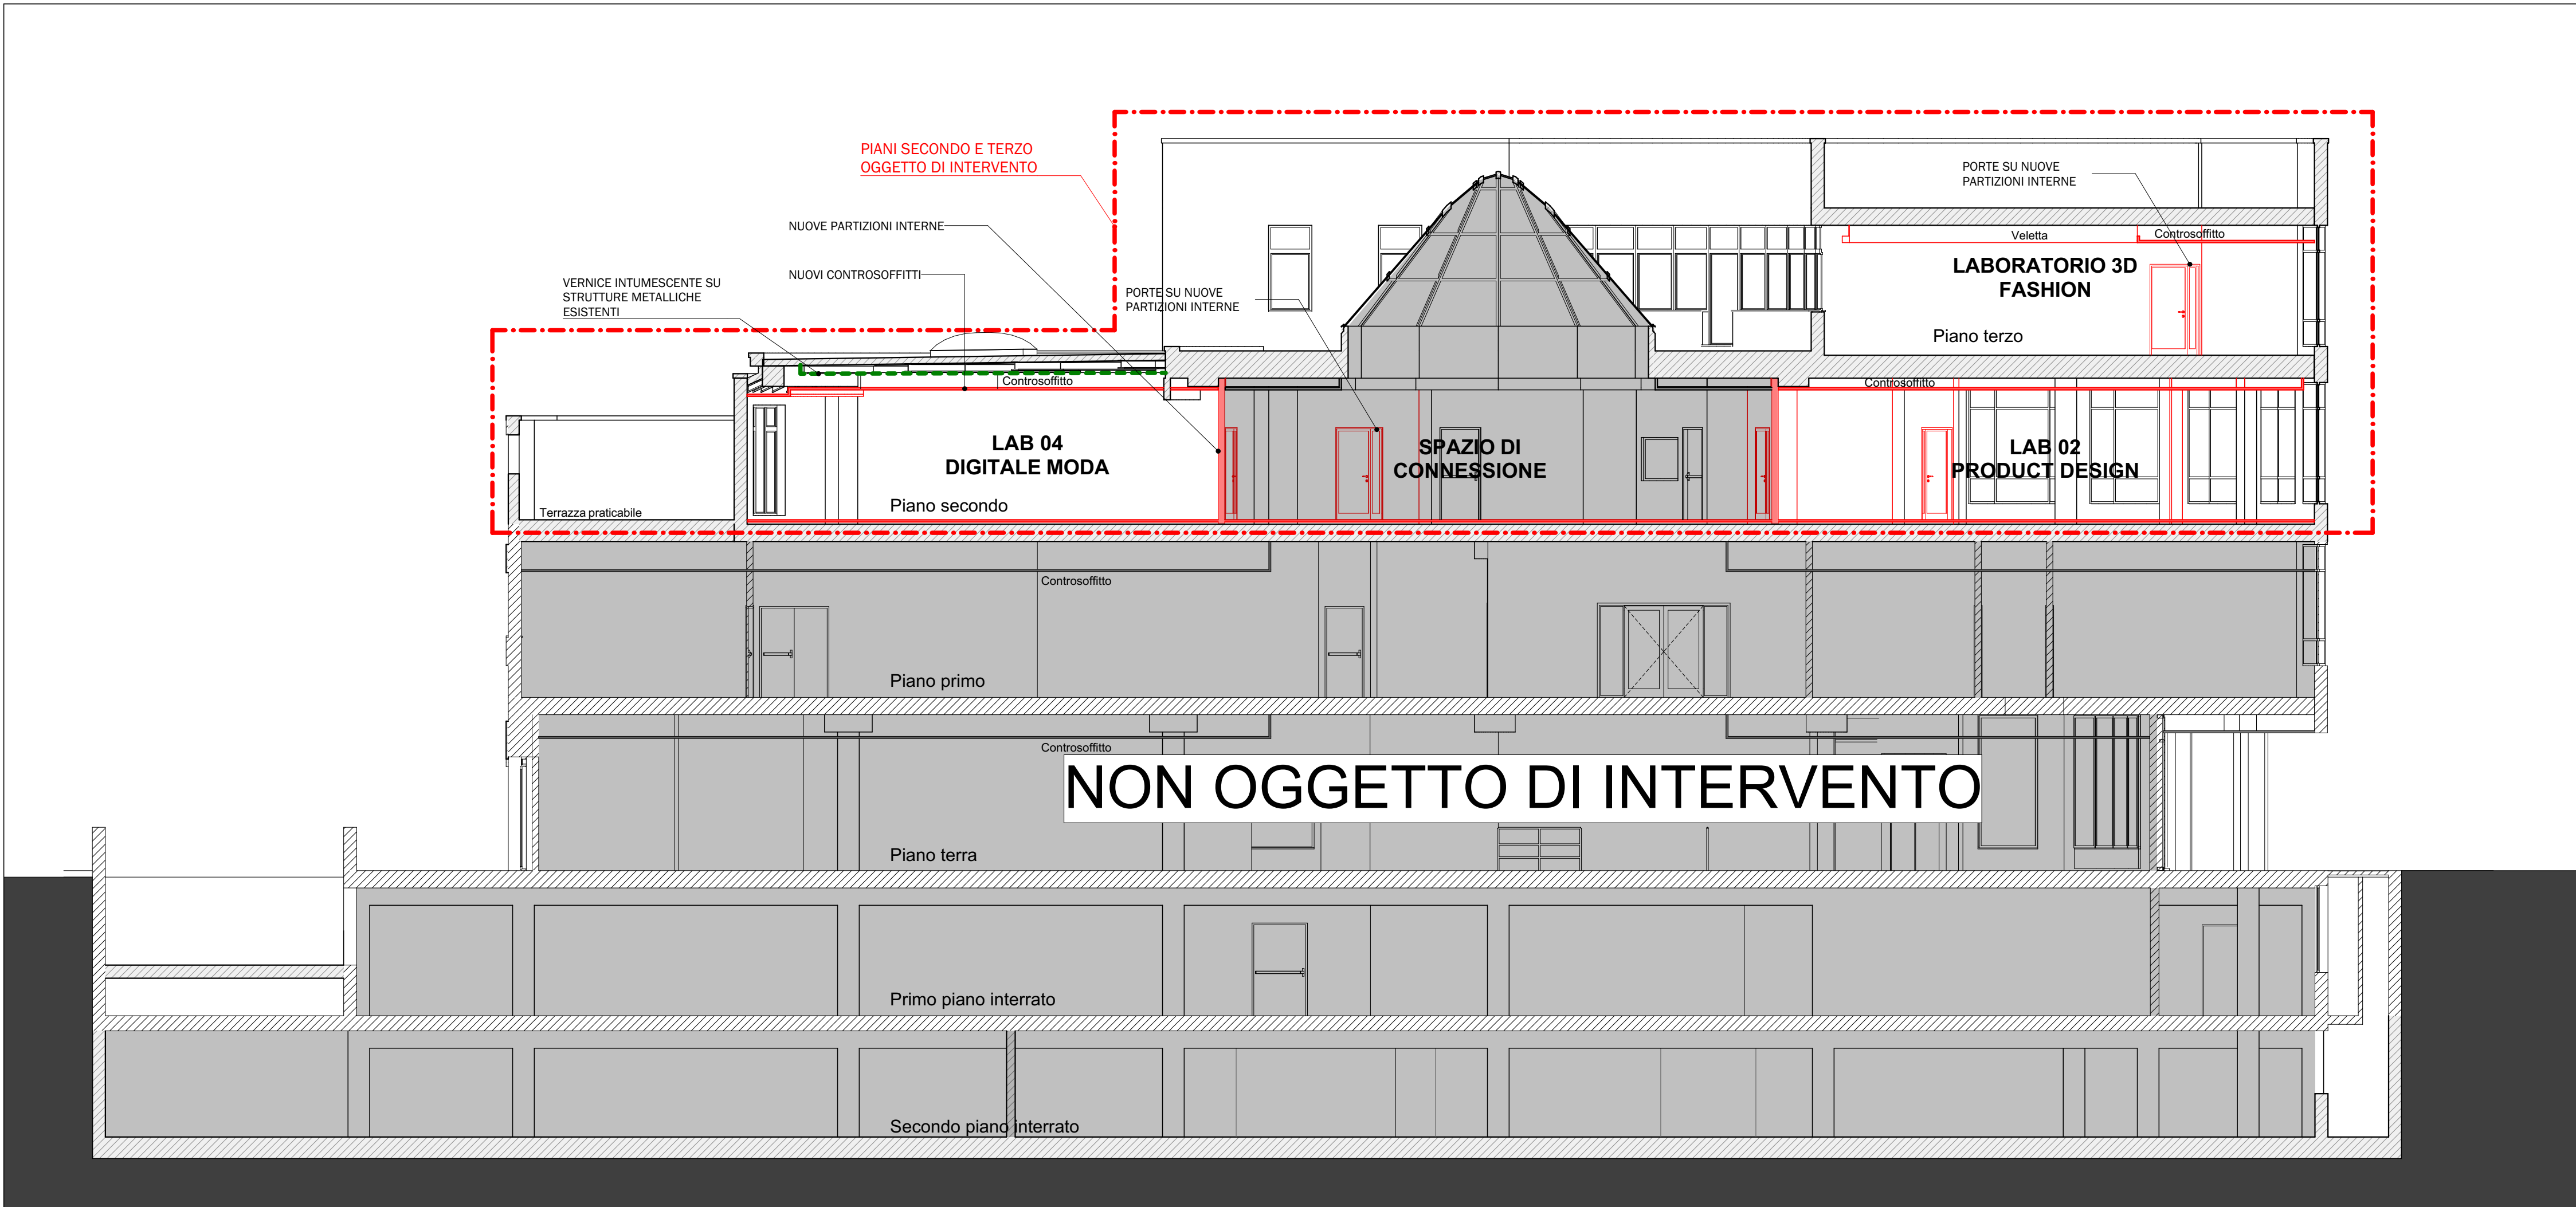 PIANI SECONDO E TERZO
OGGETTO DI INTERVENTO
PORTE SU NUOVE
PARTIZIONI INTERNE
NUOVE PARTIZIONI INTERNE
Veletta
Controsoffitto
LABORATORIO 3D
FASHION
NUOVI CONTROSOFFITTI
VERNICE INTUMESCENTE SU
STRUTTURE METALLICHE
ESISTENTI
PORTE SU NUOVE
PARTIZIONI INTERNE
Piano terzo
Controsoffitto
Controsoffitto
LAB 04
DIGITALE MODA
SPAZIO DI
CONNESSIONE
LAB 02
PRODUCT DESIGN
Piano secondo
Terrazza praticabile
Controsoffitto
Piano primo
Controsoffitto
NON OGGETTO DI INTERVENTO
Piano terra
Primo piano interrato
Secondo piano interrato